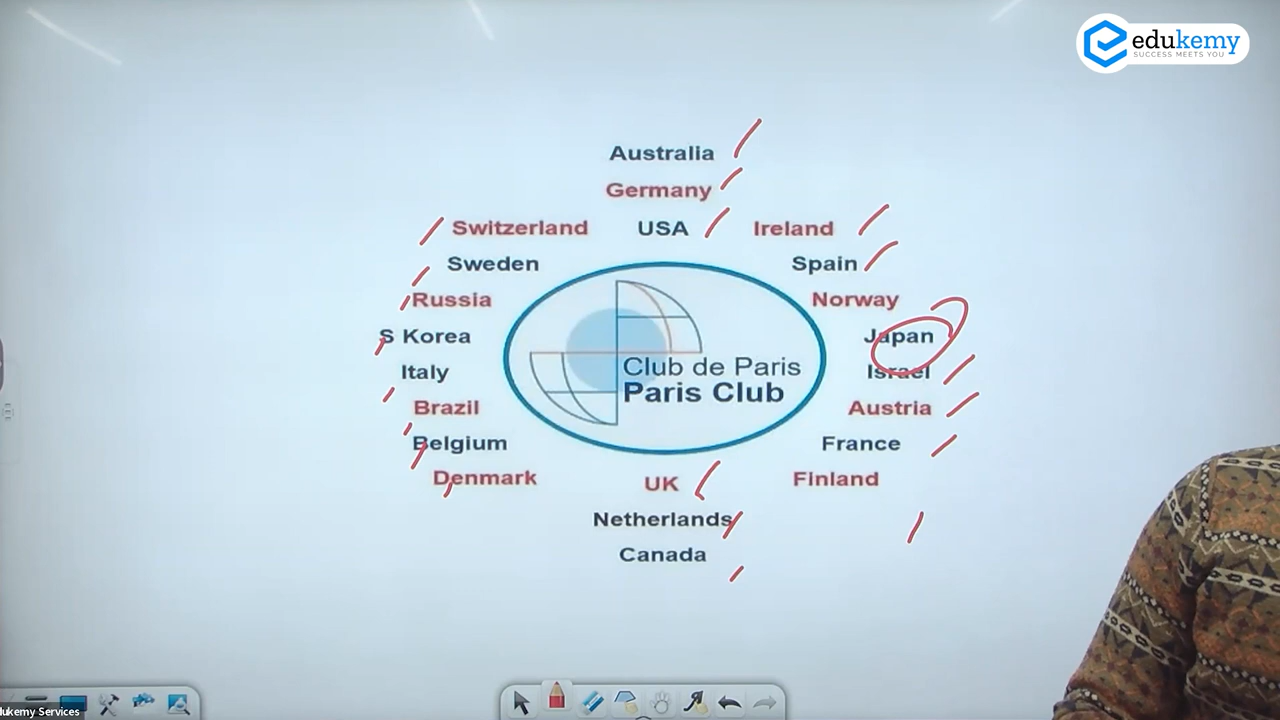 edukemy
SUCCESS MEETS YOU
Australia
Germany
Switzerland USA Ireland
Sweden Spain
Russia Norway
S Korea Japan
Italy Israel
Brazil Austria
Belgium France
Denmark UK Finland
Netherlands
Canada
Club de Paris
Paris Club
dukemy Services